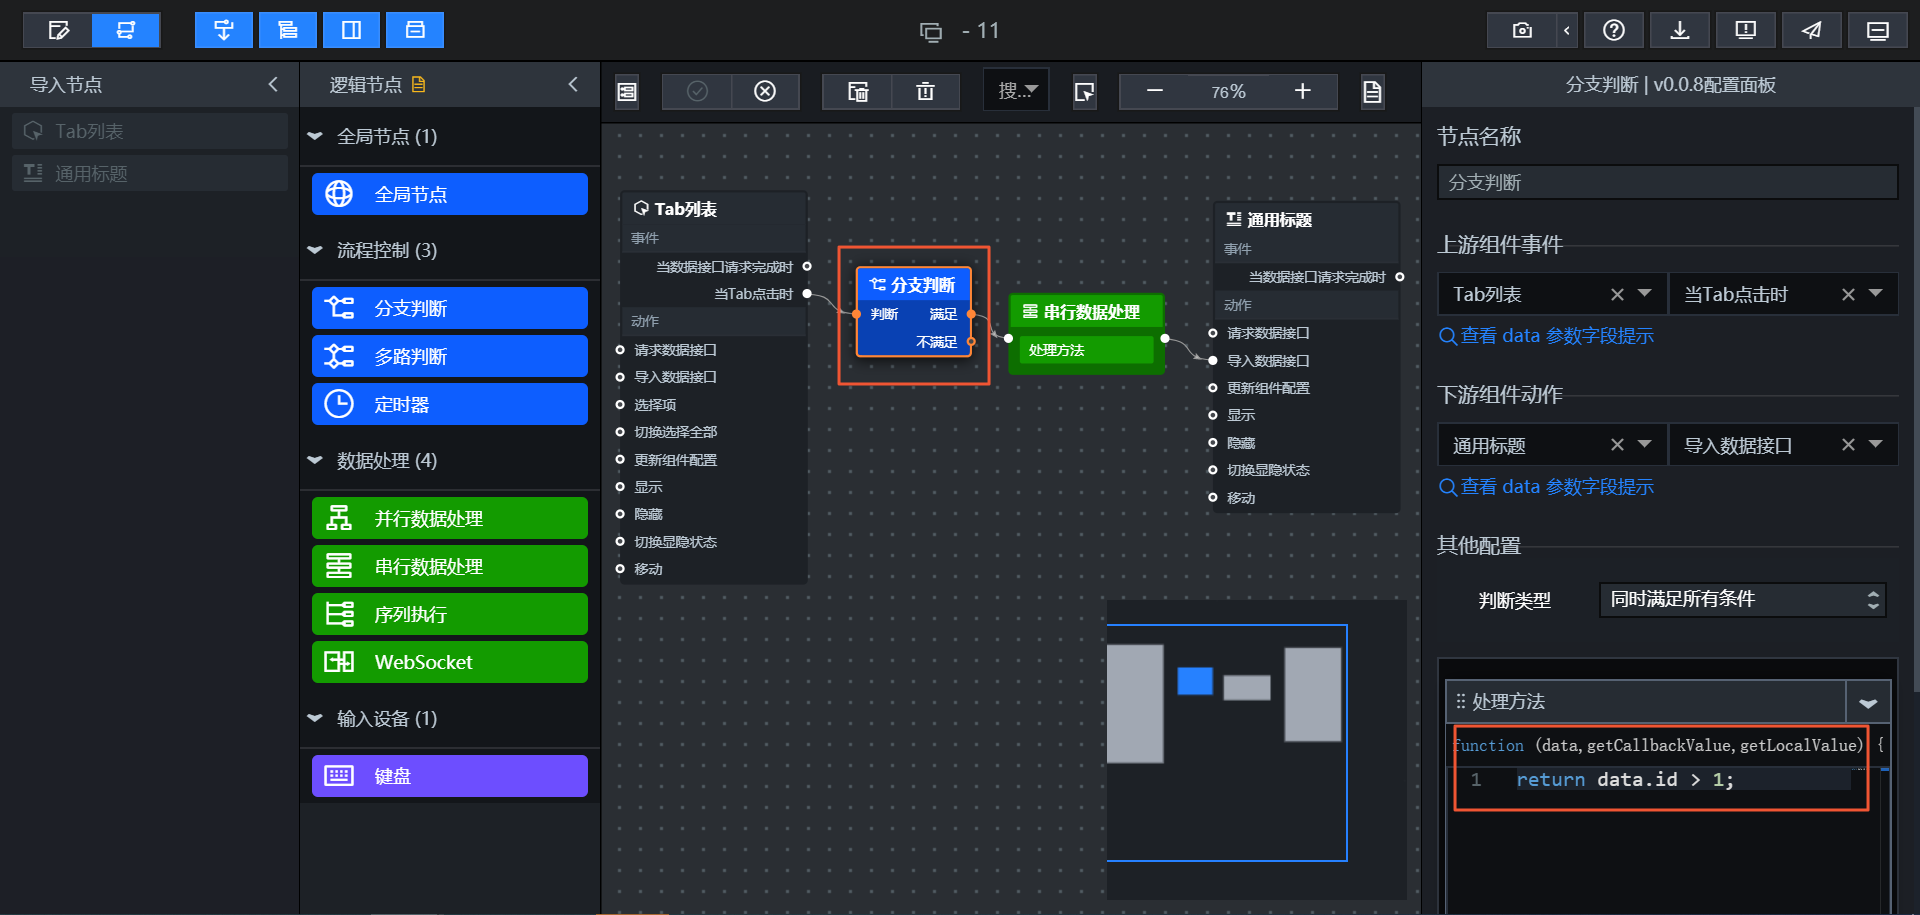 - 11
导入节点
Tab列表
通用标题
逻辑节点
全局节点 (1)
全局节点
流程控制 (3)
分支判断
多路判断
定时器
数据处理 (4)
并行数据处理
串行数据处理
序列执行
WebSocket
输入设备 (1)
键盘
搜...
76%
Tab列表
事件
当数据接口请求完成时
当Tab点击时
动作
请求数据接口
导入数据接口
选择项
切换选择全部
更新组件配置
显示
隐藏
切换显隐状态
移动
分支判断
判断 满足
不满足
串行数据处理
处理方法
通用标题
事件
当数据接口请求完成时
动作
请求数据接口
导入数据接口
更新组件配置
显示
隐藏
切换显隐状态
移动
分支判断 | v0.0.8配置面板
节点名称
分支判断
上游组件事件
Tab列表 当Tab点击时
查看 data 参数字段提示
下游组件动作
通用标题 导入数据接口
查看 data 参数字段提示
其他配置
判断类型 同时满足所有条件
处理方法
function (data,getCallbackValue,getLocalValue) {
1 return data.id > 1;